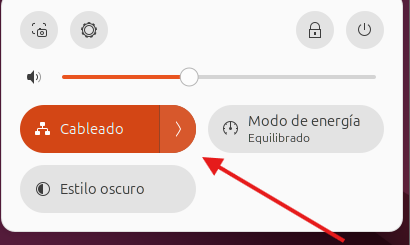 Cableado
Modo de energía
Equilibrado
Estilo oscuro